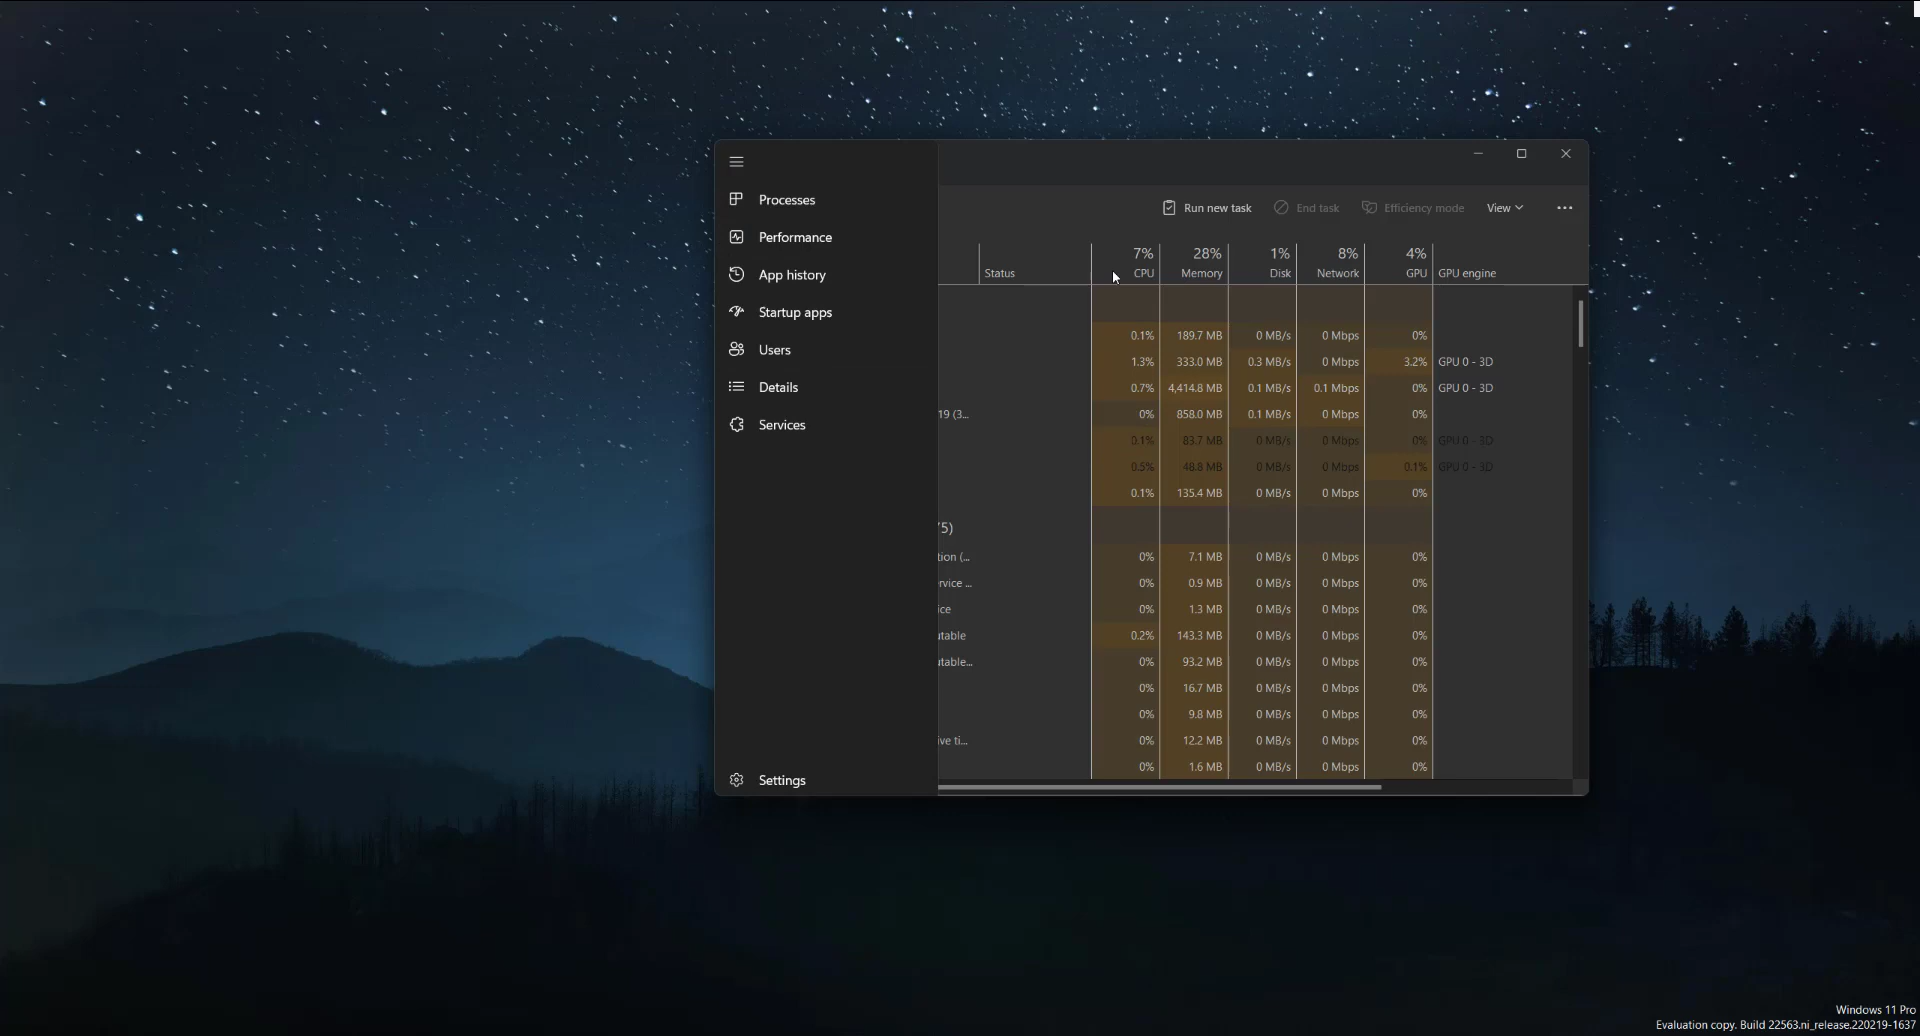 Processes
Performance
App history
Startup apps
Users
Details
Services
Settings
Run new task End task Efficiency mode View
7% 28% 1% 8% 4%
Status CPU Memory Disk Network GPU GPU engine
0.1% 189.7 MB 0 MB/s 0 Mbps 0%
1.3% 333.0 MB 0.3 MB/s 0 Mbps 3.2% GPU 0 - 3D
0.7% 4,414.8 MB 0.1 MB/s 0.1 Mbps 0% GPU 0 - 3D
19 (3... 0% 858.0 MB 0.1 MB/s 0 Mbps 0%
0.1% 83.7 MB 0 MB/s 0 Mbps 0% GPU 0 - 3D
0.5% 48.8 MB 0 MB/s 0 Mbps 0.1% GPU 0 - 3D
0.1% 135.4 MB 0 MB/s 0 Mbps 0%
5)
tion (... 0% 7.1 MB 0 MB/s 0 Mbps 0%
rvice ... 0% 0.9 MB 0 MB/s 0 Mbps 0%
ice 0% 1.3 MB 0 MB/s 0 Mbps 0%
utable 0.2% 143.3 MB 0 MB/s 0 Mbps 0%
utable... 0% 93.2 MB 0 MB/s 0 Mbps 0%
0% 16.7 MB 0 MB/s 0 Mbps 0%
0% 9.8 MB 0 MB/s 0 Mbps 0%
ive ti... 0% 12.2 MB 0 MB/s 0 Mbps 0%
0% 1.6 MB 0 MB/s 0 Mbps 0%
Windows 11 Pro
Evaluation copy. Build 22563.ni_release.220219-1637